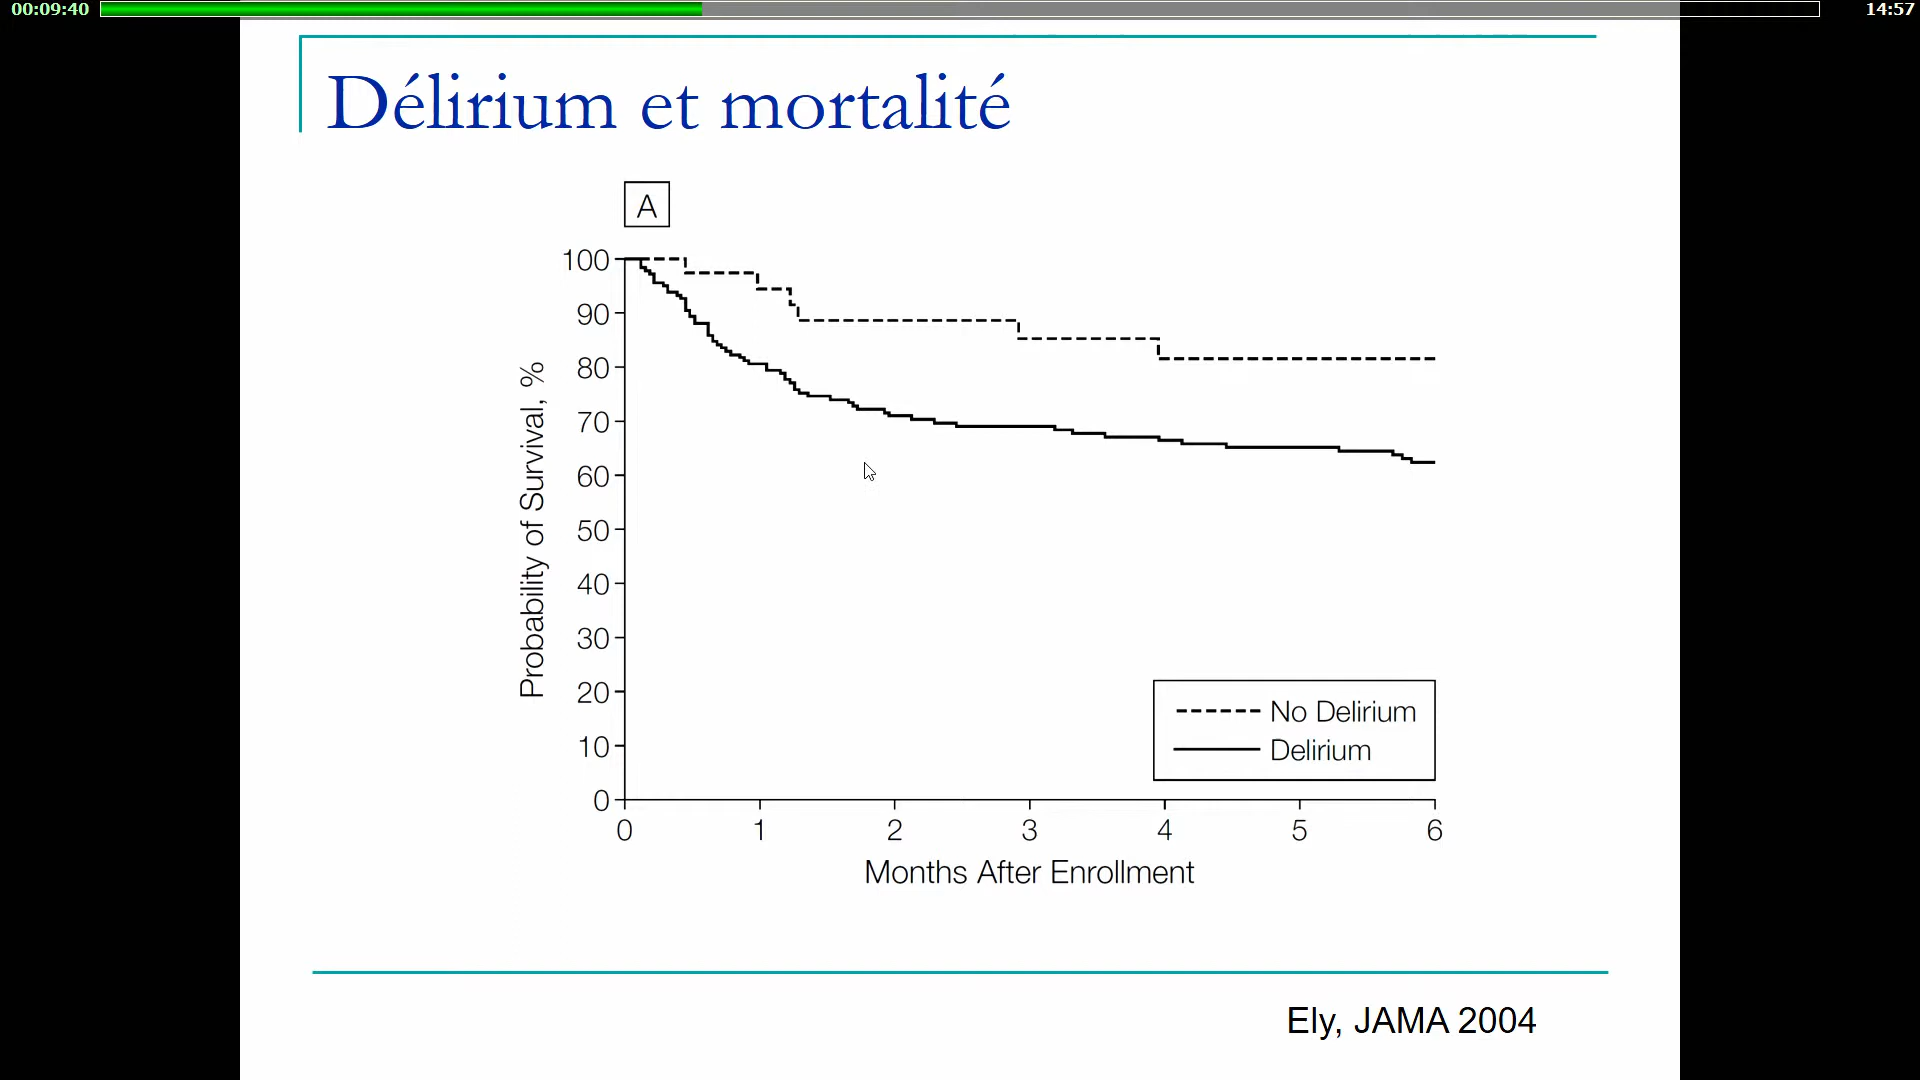 00:09:40
14:57
Délirium et mortalité
A
100
90
80
70
60
50
40
30
20
10
0
Probability of Survival, %
No Delirium
Delirium
0 1 2 3 4 5 6
Months After Enrollment
Ely, JAMA 2004